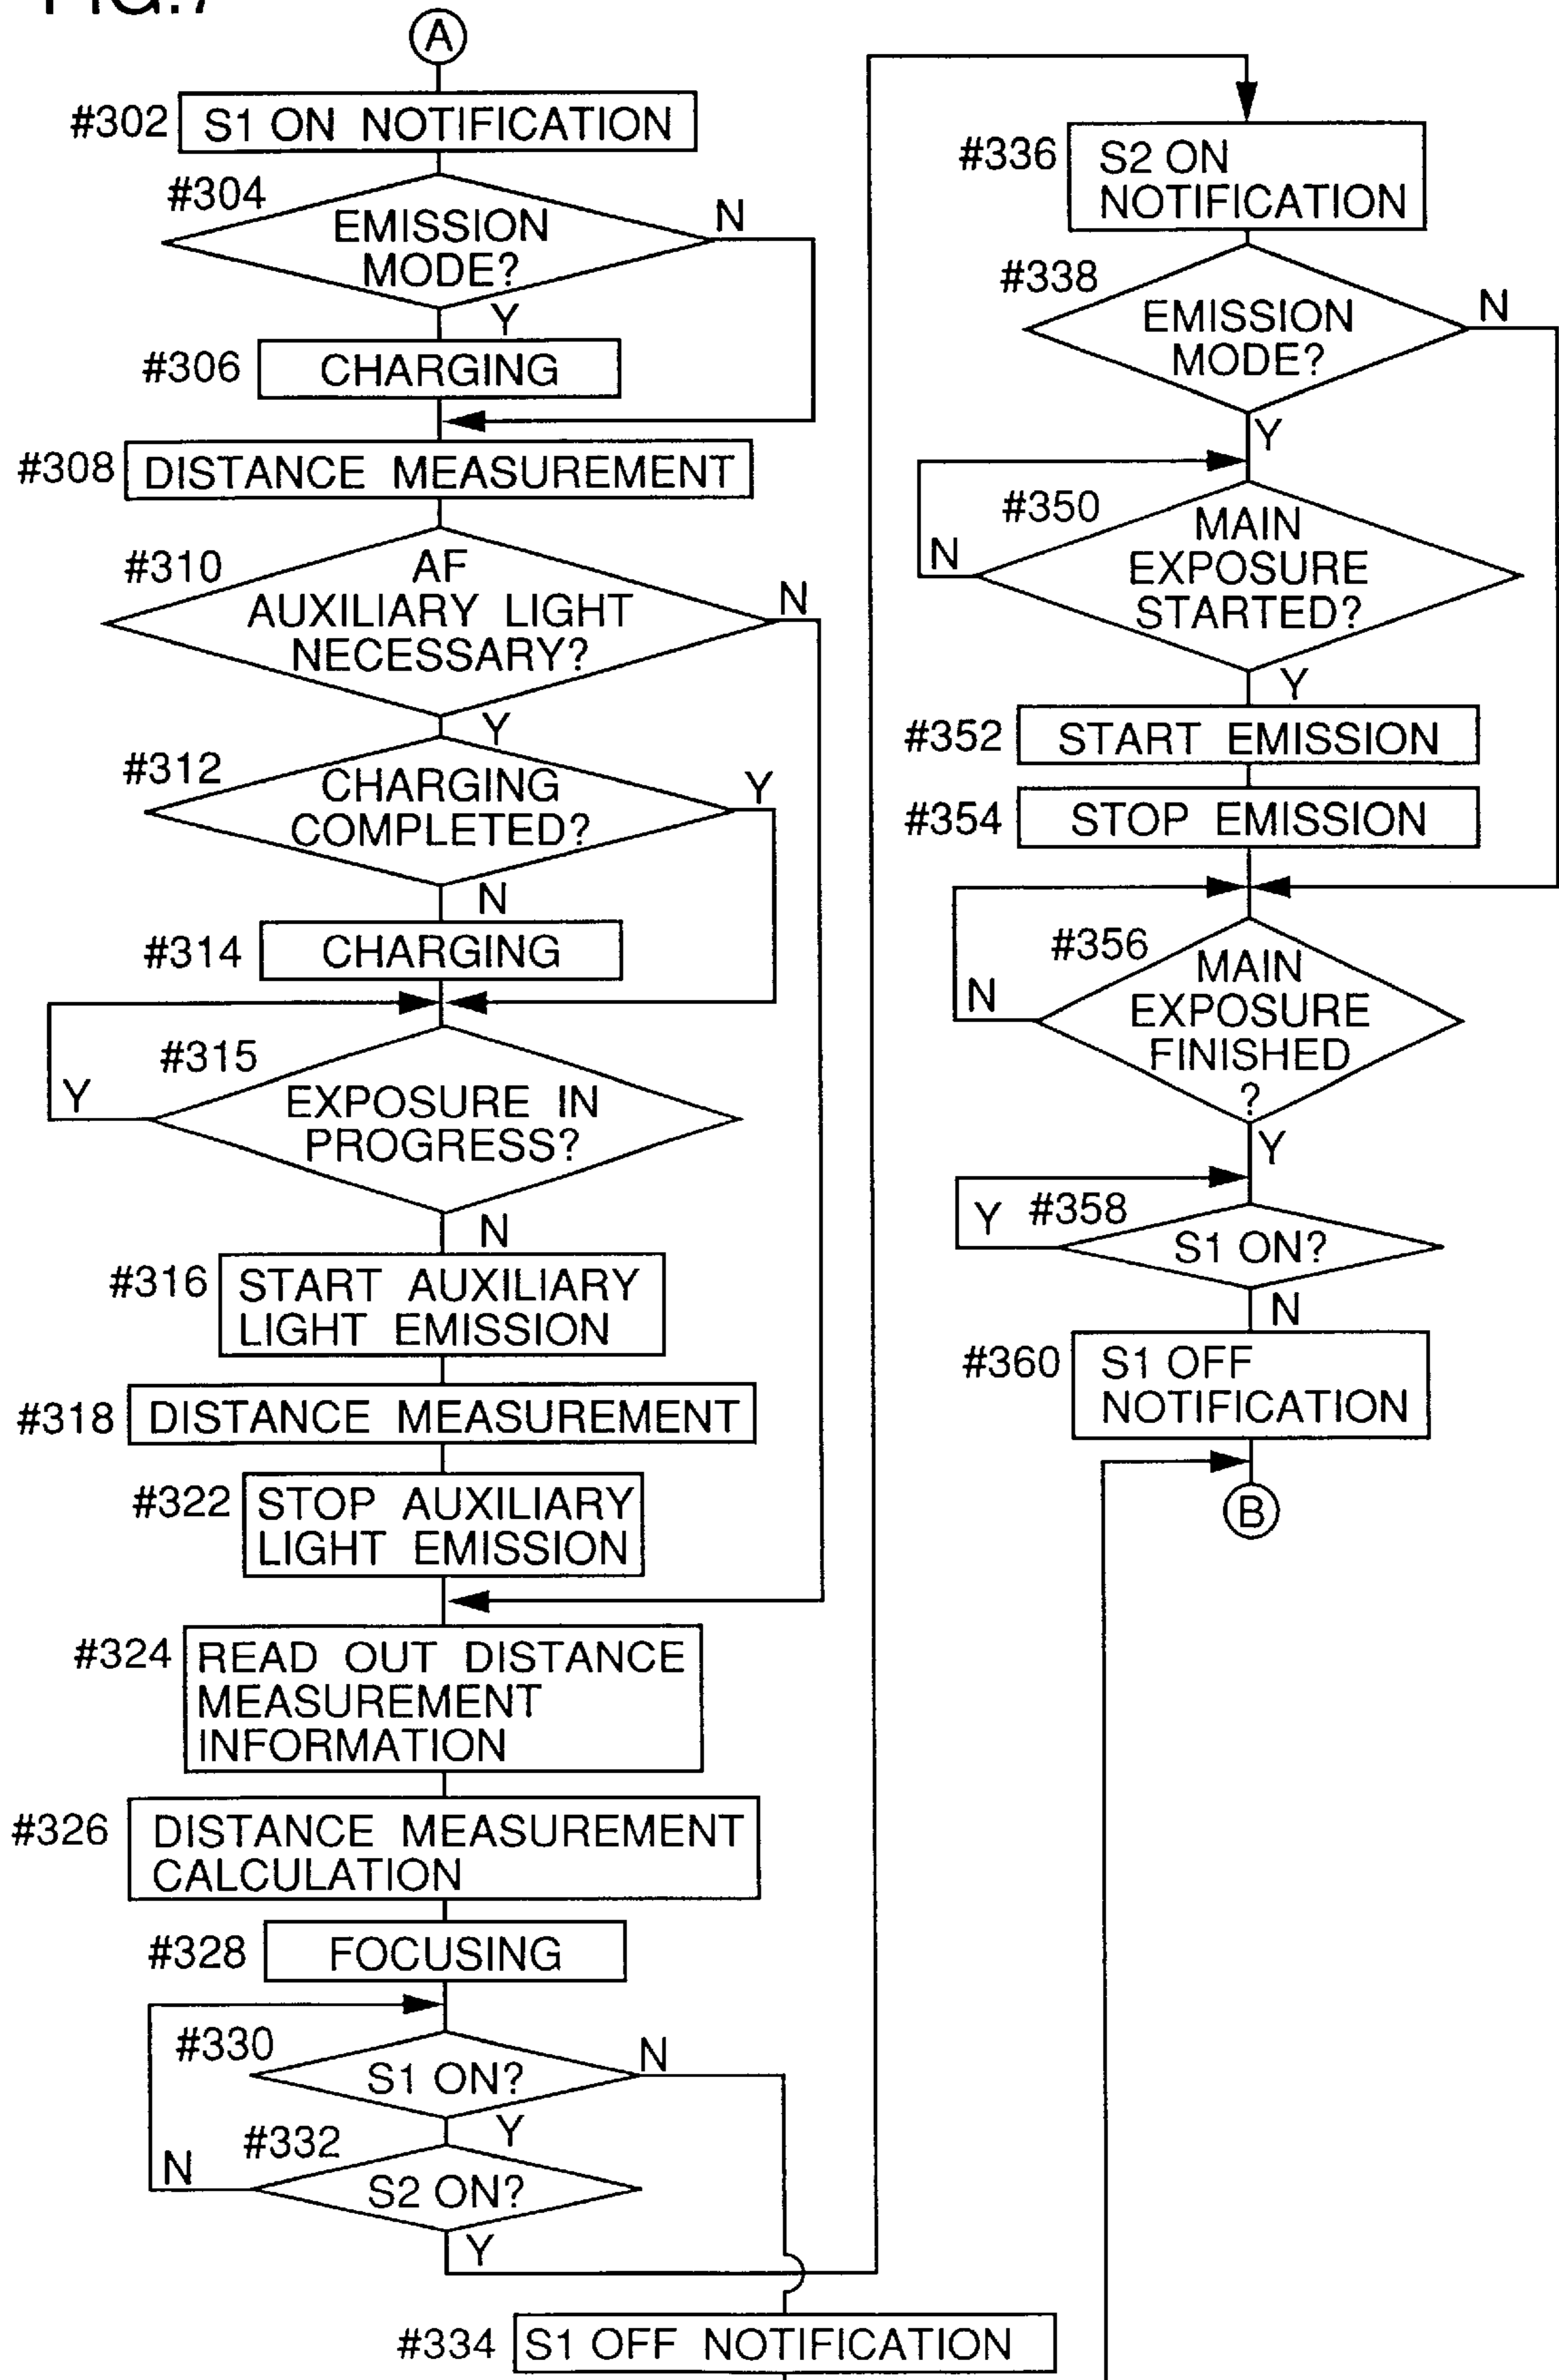 FIG.7
A
#302 S1 ON NOTIFICATION
#304
EMISSION
MODE?
N
Y
#306 CHARGING
#308 DISTANCE MEASUREMENT
#310
AF
AUXILIARY LIGHT
NECESSARY?
N
Y
#312
CHARGING
COMPLETED?
Y
N
#314 CHARGING
#315
EXPOSURE IN
PROGRESS?
Y
N
#316 START AUXILIARY
LIGHT EMISSION
#318 DISTANCE MEASUREMENT
#322 STOP AUXILIARY
LIGHT EMISSION
#324 READ OUT DISTANCE
MEASUREMENT
INFORMATION
#326 DISTANCE MEASUREMENT
CALCULATION
#328 FOCUSING
#330
S1 ON?
N
Y
#332
S2 ON?
N
Y
#334 S1 OFF NOTIFICATION
#336 S2 ON
NOTIFICATION
#338
EMISSION
MODE?
N
Y
#350
MAIN
EXPOSURE
STARTED?
N
Y
#352 START EMISSION
#354 STOP EMISSION
#356
MAIN
EXPOSURE
FINISHED
?
N
Y
#358
S1 ON?
Y
N
#360 S1 OFF
NOTIFICATION
B